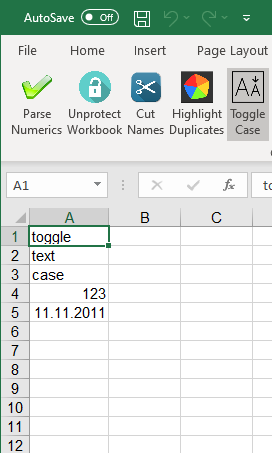 AutoSave Off
File Home Insert Page Layout
Parse Numerics
Unprotect Workbook
Cut Names
Highlight Duplicates
Toggle Case
A1 fx
A B C
1 toggle
2 text
3 case
4 123
5 11.11.2011
6
7
8
9
10
11
12